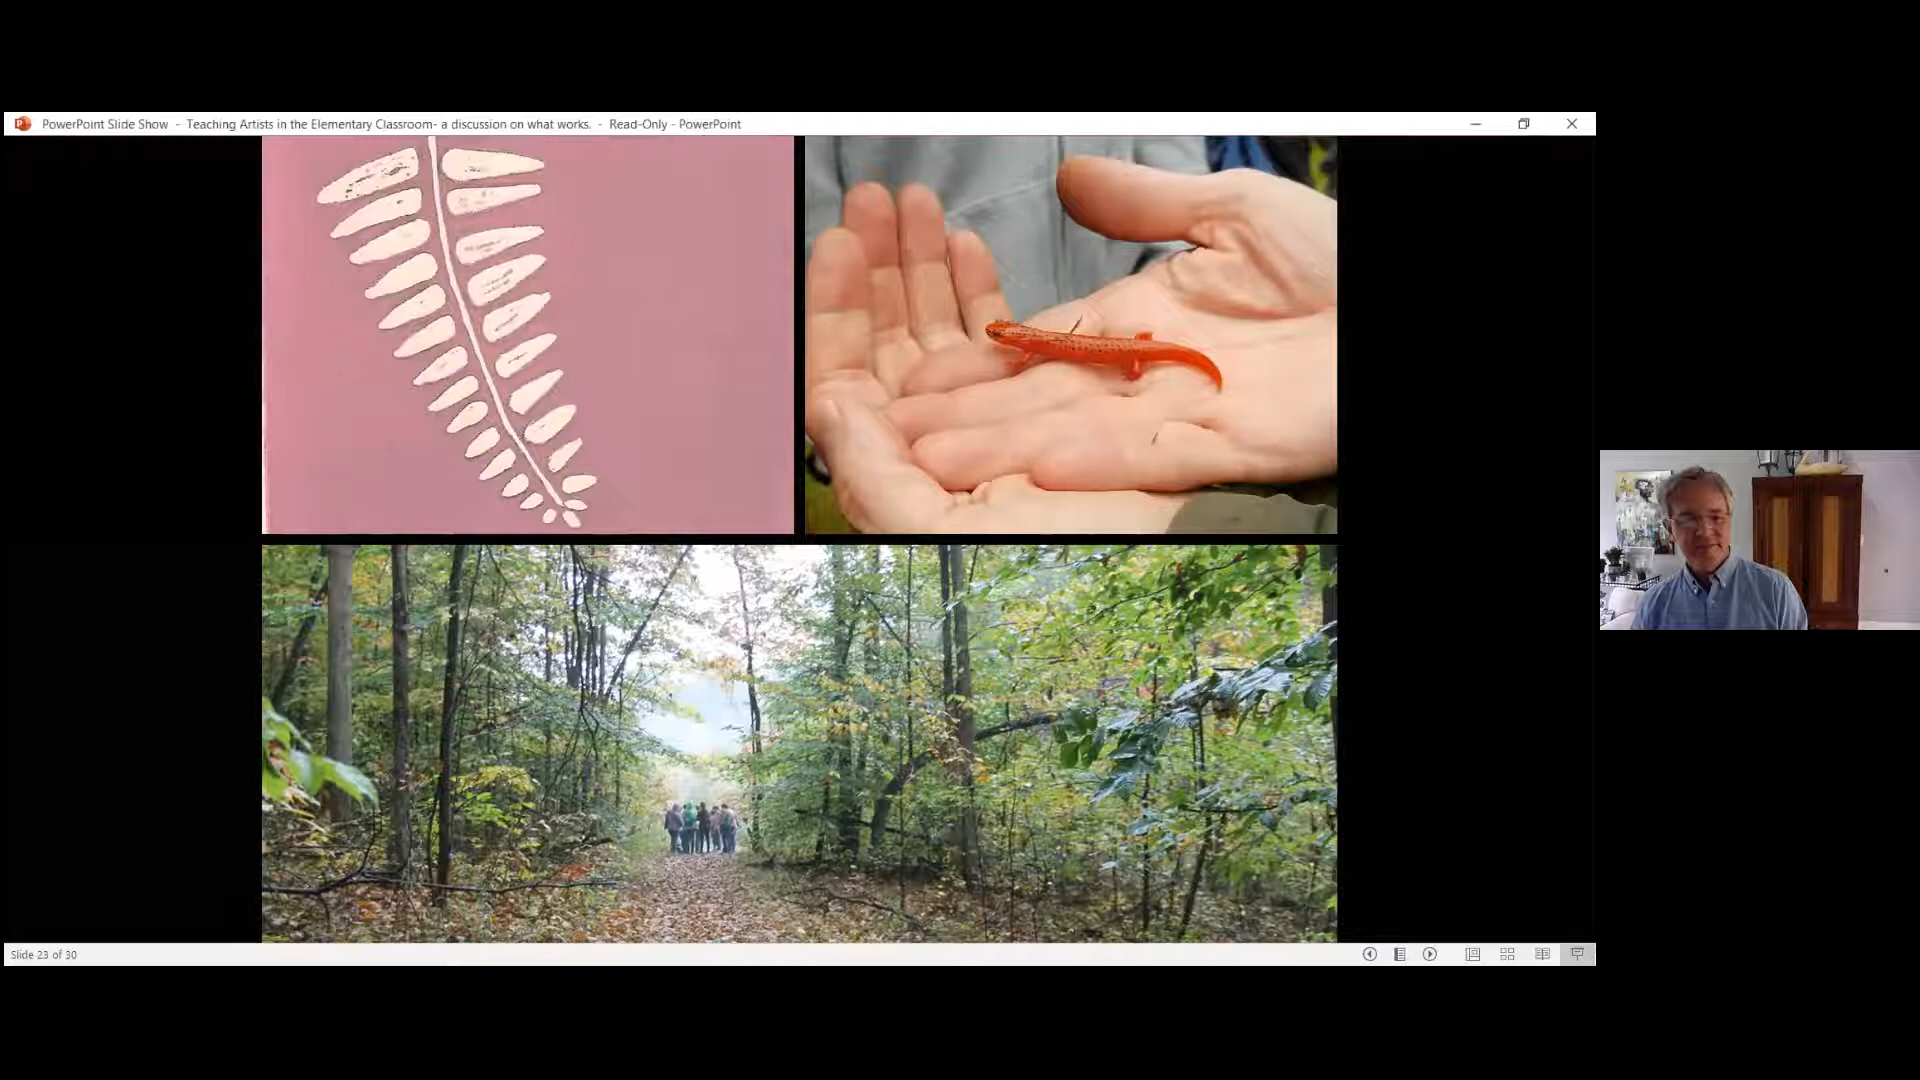 PowerPoint Slide Show - Teaching Artists in the Elementary Classroom- a discussion on what works. - Read-Only - PowerPoint
Slide 23 of 30